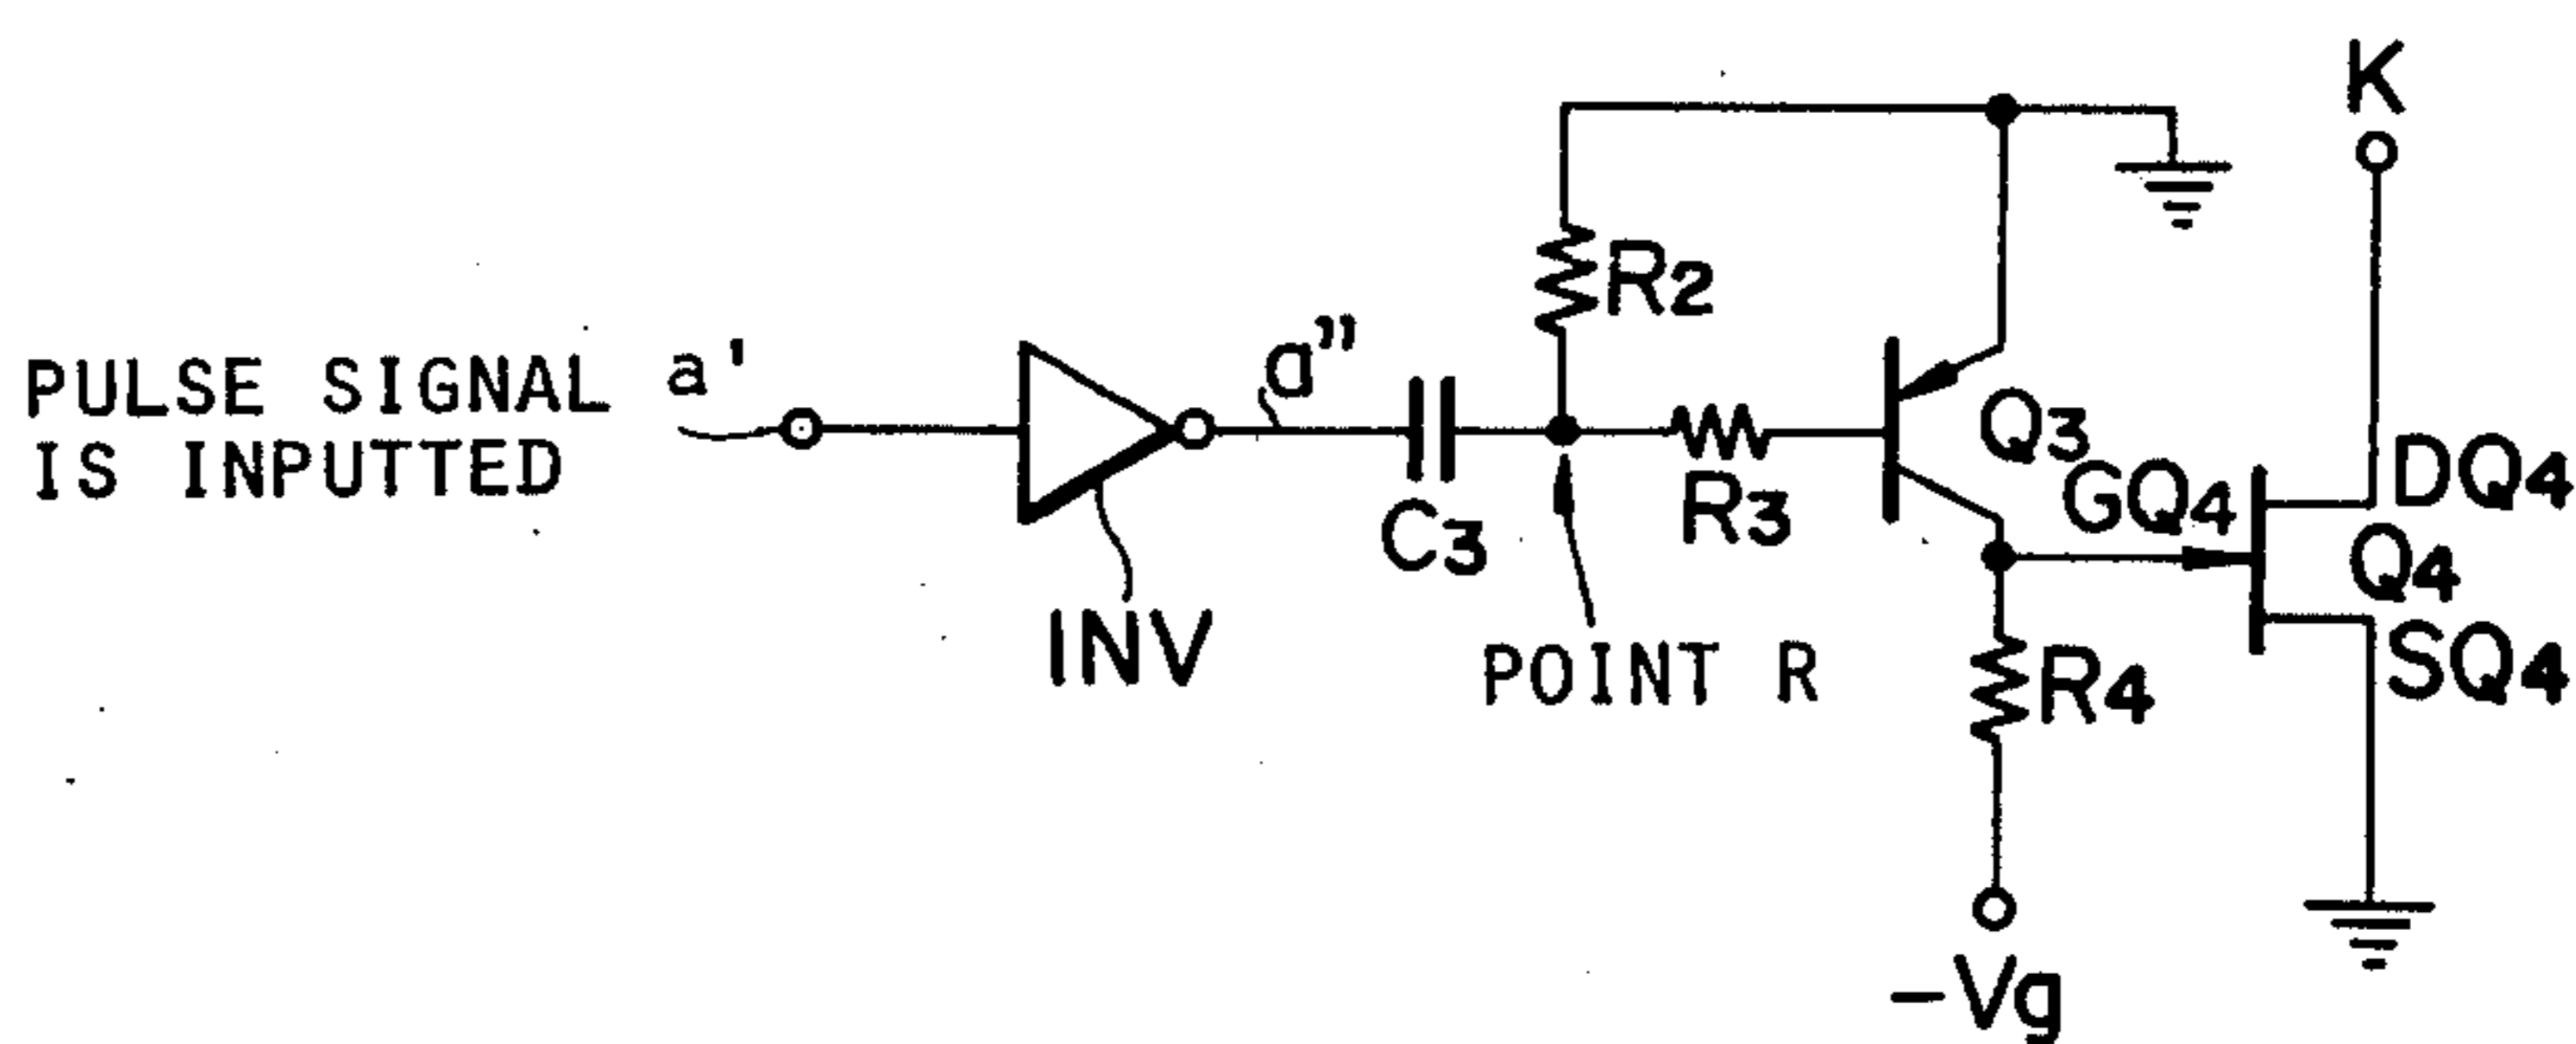 K
PULSE SIGNAL a'
IS INPUTTED
a"
R2
C3
R3
Q3
GQ4
DQ4
Q4
SQ4
INV
POINT R
R4
-Vg